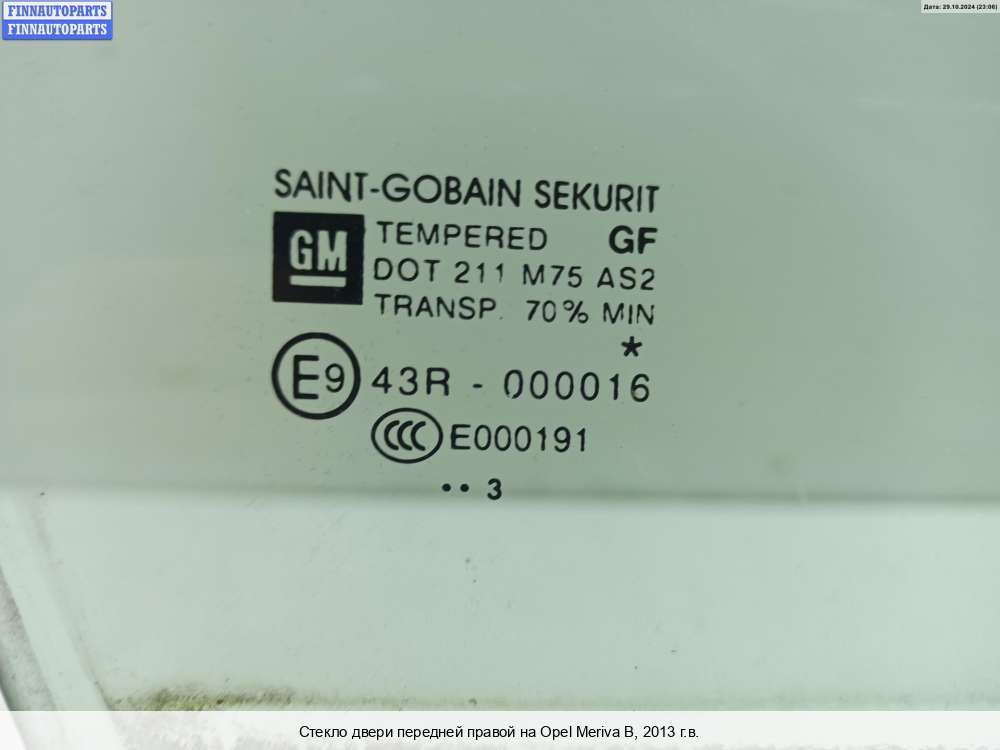 FINNAUTOPARTS
FINNAUTOPARTS
Дата: 29.10.2024 (23:06)
SAINT-GOBAIN SEKURIT
GM
TEMPERED GF
DOT 211 M75 AS2
TRANSP. 70% MIN
*
E9 43R - 000016
CCC E000191
•• 3
Стекло двери передней правой на Opel Meriva B, 2013 г.в.